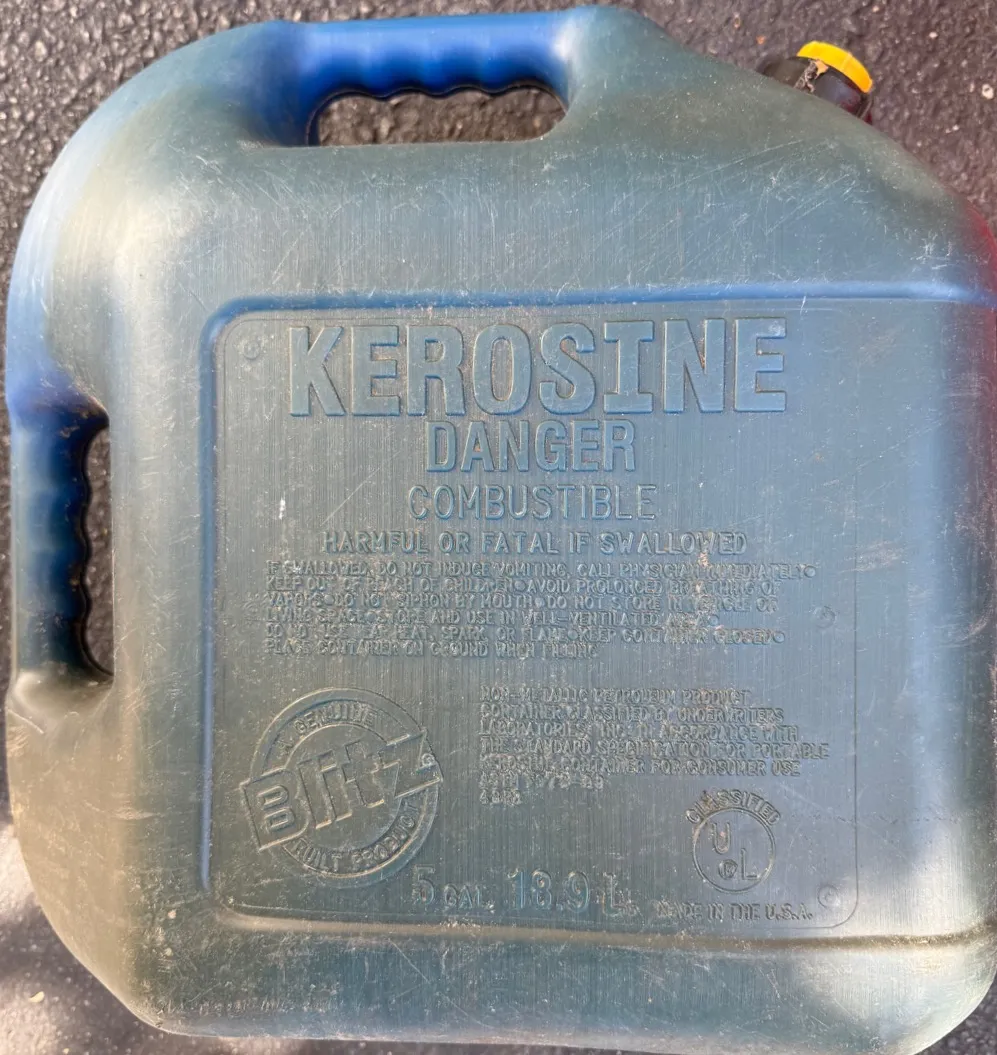 KEROSINE
DANGER
COMBUSTIBLE
HARMFUL OR FATAL IF SWALLOWED
IF SWALLOWED, DO NOT INDUCE VOMITING, CALL PHYSICIAN IMMEDIATELY•
KEEP OUT OF REACH OF CHILDREN•AVOID PROLONGED BREATHING OF
VAPORS•DO NOT SIPHON BY MOUTH•DO NOT STORE IN VEHICLE OR
LIVING SPACE•STORE AND USE IN WELL-VENTILATED AREA•
DO NOT USE NEAR HEAT, SPARK, OR FLAME•KEEP CONTAINER CLOSED•
PLACE CONTAINER ON GROUND WHEN FILLING
A GENUINE
Blitz
BUILT PRODUCT
NON-METALLIC PETROLEUM PRODUCT
CONTAINER CLASSIFIED BY UNDERWRITERS
LABORATORIES, INC. IN ACCORDANCE WITH
THE STANDARD SPECIFICATION FOR PORTABLE
KEROSINE CONTAINER FOR CONSUMER USE
CLASSIFIED
UL
5 GAL. 18.9 L.
MADE IN THE U.S.A.